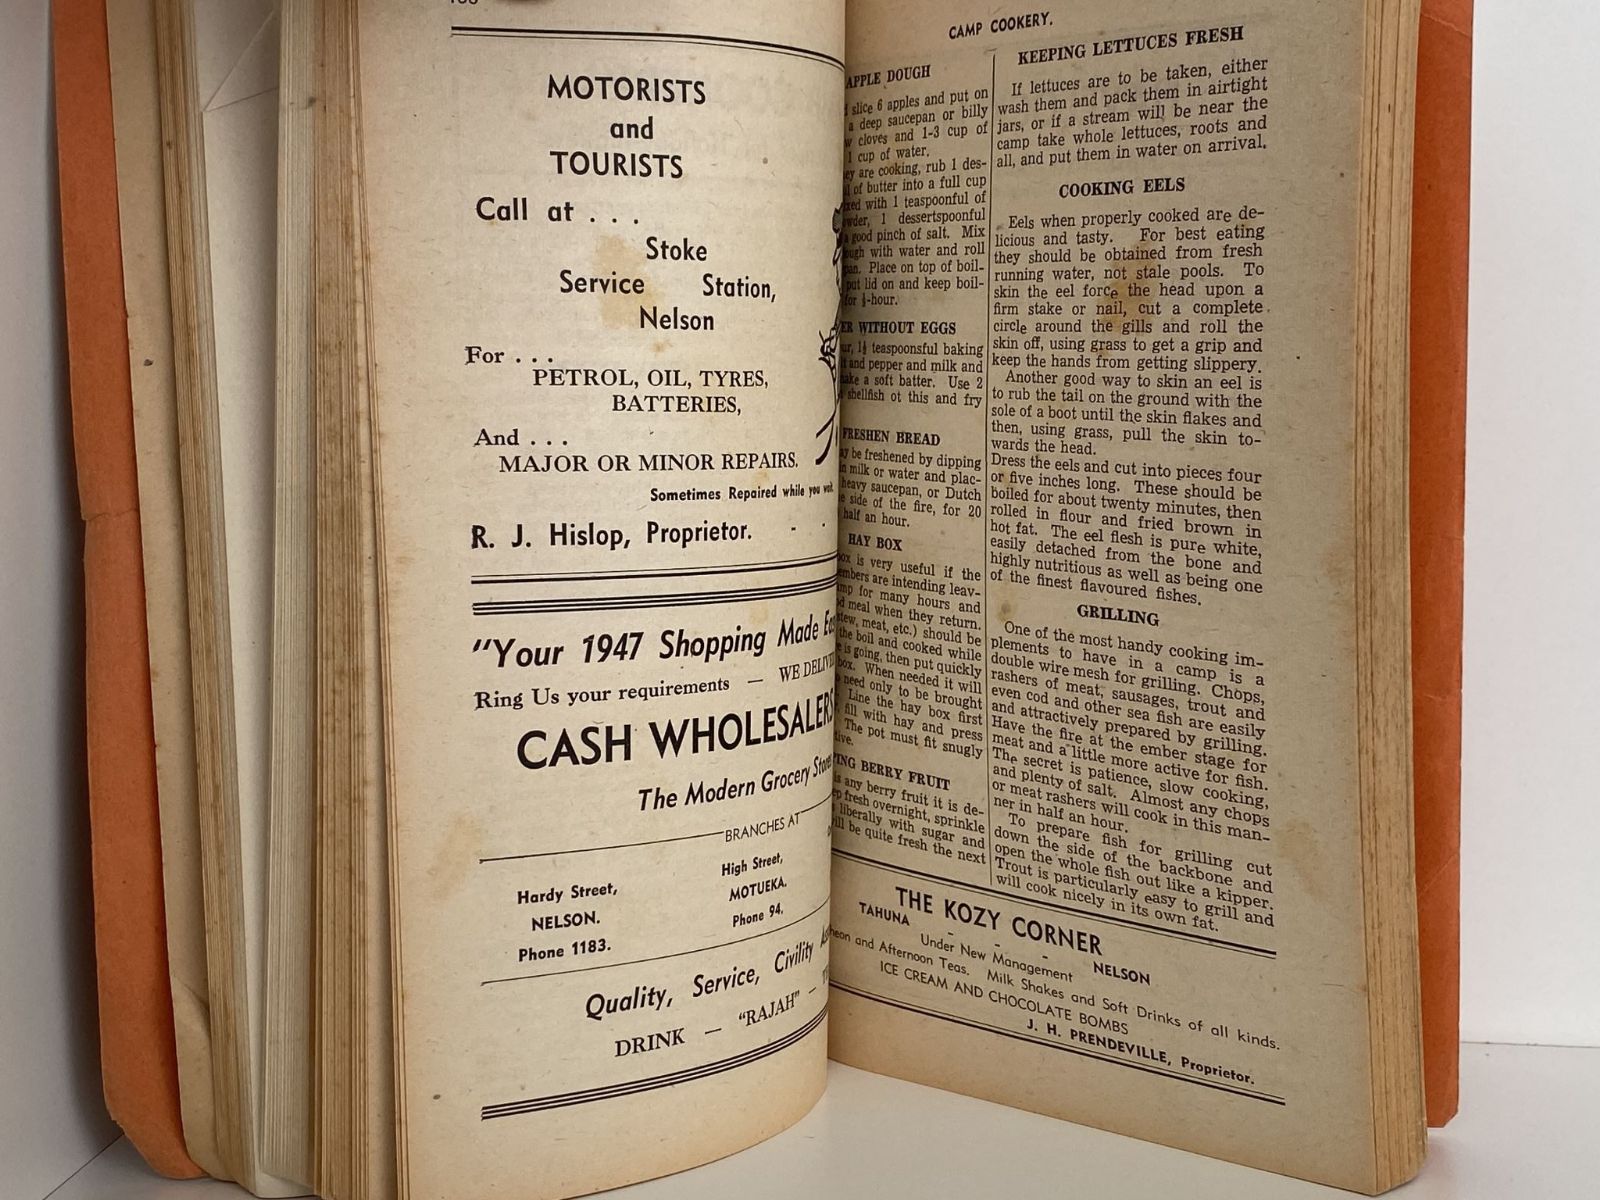 MOTORISTS
and
TOURISTS
Call at . . .
Stoke
Service Station,
Nelson
For . . .
PETROL, OIL, TYRES,
BATTERIES,
And . . .
MAJOR OR MINOR REPAIRS.
Sometimes Repaired while you wait.
R. J. Hislop, Proprietor. - -
"Your 1947 Shopping Made
Ring Us your requirements — WE
CASH WHOLESALERS
The Modern Grocery
BRANCHES AT
Hardy Street,
NELSON.
Phone 1183.
High Street,
MOTUEKA.
Phone 94.
Quality, Service, Civility
DRINK — "RAJAH" —
CAMP COOKERY.
APPLE DOUGH
slice 6 apples and put on
a deep saucepan or billy
cloves and 1-3 cup of
1 cup of water.
ey are cooking, rub 1 des-
of butter into a full cup
with 1 teaspoonful of
1 dessertspoonful
good pinch of salt. Mix
with water and roll
Place on top of boil-
put lid on and keep boil-
for ½-hour.
WITHOUT EGGS
1½ teaspoonsful baking
and pepper and milk and
a soft batter. Use 2
shellfish ot this and fry
FRESHEN BREAD
be freshened by dipping
milk or water and plac-
heavy saucepan, or Dutch
side of the fire, for 20
half an hour.
HAY BOX
is very useful if the
are intending leav-
for many hours and
meal when they return.
meat, etc.) should be
the boil and cooked while
is going, then put quickly
box. When needed it will
need only to be brought
Line the hay box first
fill with hay and press
The pot must fit snugly
BERRY FRUIT
any berry fruit it is de-
fresh overnight, sprinkle
liberally with sugar and
be quite fresh the next
KEEPING LETTUCES FRESH
If lettuces are to be taken, either
wash them and pack them in airtight
jars, or if a stream will be near the
camp take whole lettuces, roots and
all, and put them in water on arrival.
COOKING EELS
Eels when properly cooked are de-
licious and tasty. For best eating
they should be obtained from fresh
running water, not stale pools. To
skin the eel force the head upon a
firm stake or nail, cut a complete
circle around the gills and roll the
skin off, using grass to get a grip and
keep the hands from getting slippery.
Another good way to skin an eel is
to rub the tail on the ground with the
sole of a boot until the skin flakes and
then, using grass, pull the skin to-
wards the head.
Dress the eels and cut into pieces four
or five inches long. These should be
boiled for about twenty minutes, then
rolled in flour and fried brown in
hot fat. The eel flesh is pure white,
easily detached from the bone and
highly nutritious as well as being one
of the finest flavoured fishes.
GRILLING
One of the most handy cooking im-
plements to have in a camp is a
double wire mesh for grilling. Chops,
rashers of meat, sausages, trout and
even cod and other sea fish are easily
and attractively prepared by grilling.
Have the fire at the ember stage for
meat and a little more active for fish.
The secret is patience, slow cooking,
and plenty of salt. Almost any chops
or meat rashers will cook in this man-
ner in half an hour.
To prepare fish for grilling cut
down the side of the backbone and
open the whole fish out like a kipper.
Trout is particularly easy to grill and
will cook nicely in its own fat.
THE KOZY CORNER
TAHUNA - - - NELSON
Under New Management
and Afternoon Teas. Milk Shakes and Soft Drinks of all kinds.
ICE CREAM AND CHOCOLATE BOMBS
J. H. PRENDEVILLE, Proprietor.